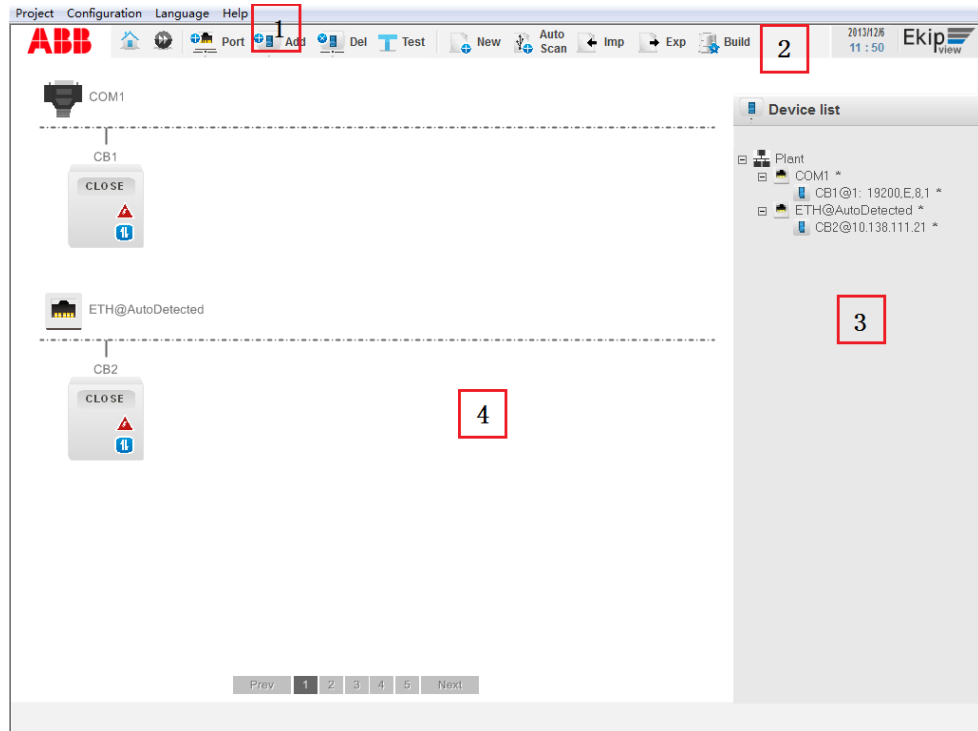 Project Configuration Language Help
1
ABB Port Add Del Test New Auto Scan Imp Exp Build
2
2013/12/6
11 : 50
Ekip view
COM1
CB1
CLOSE
ETH@AutoDetected
CB2
CLOSE
4
Prev 1 2 3 4 5 Next
Device list
Plant
COM1 *
CB1@1: 19200,E,8,1 *
ETH@AutoDetected *
CB2@10.138.111.21 *
3